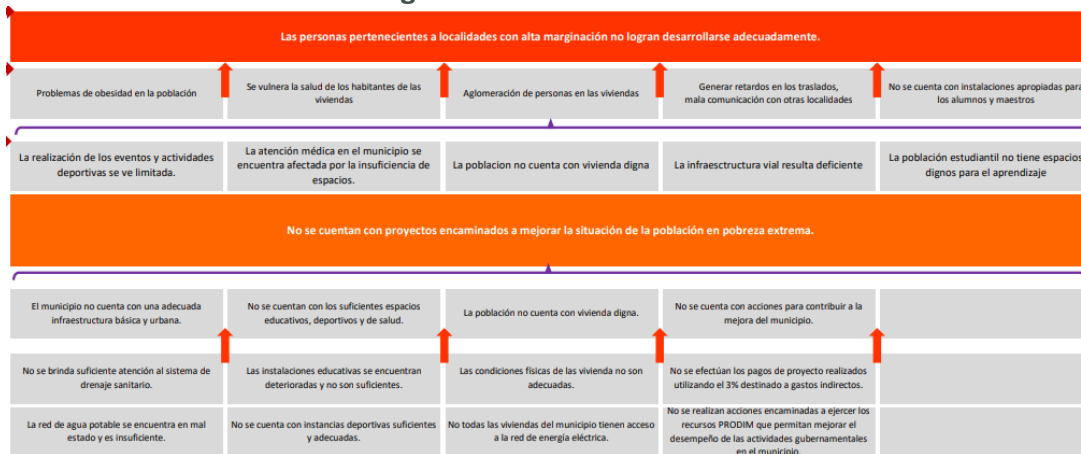 Las personas pertenecientes a localidades con alta marginación no logran desarrollarse adecuadamente.
Problemas de obesidad en la población
Se vulnera la salud de los habitantes de las
viviendas
Aglomeración de personas en las viviendas
Generar retardos en los traslados,
mala comunicación con otras localidades
No se cuenta con instalaciones apropiadas para
los alumnos y maestros
La realización de los eventos y actividades
deportivas se ve limitada.
La atención médica en el municipio se
encuentra afectada por la insuficiencia de
espacios.
La poblacion no cuenta con vivienda digna
La infraesctructura vial resulta deficiente
La población estudiantil no tiene espacios
dignos para el aprendizaje
No se cuentan con proyectos encaminados a mejorar la situación de la población en pobreza extrema.
El municipio no cuenta con una adecuada
infraestructura básica y urbana.
No se cuentan con los suficientes espacios
educativos, deportivos y de salud.
La población no cuenta con vivienda digna.
No se cuenta con acciones para contribuir a la
mejora del municipio.
No se brinda suficiente atención al sistema de
drenaje sanitario.
Las instalaciones educativas se encuentran
deterioradas y no son suficientes.
Las condiciones físicas de las vivienda no son
adecuadas.
No se efectúan los pagos de proyecto realizados
utilizando el 3% destinado a gastos indirectos.
La red de agua potable se encuentra en mal
estado y es insuficiente.
No se cuenta con instancias deportivas suficientes
y adecuadas.
No todas las viviendas del municipio tienen acceso
a la red de energía eléctrica.
No se realizan acciones encaminadas a ejercer los
recursos PRODIM que permitan mejorar el
desempeño de las actividades gubernamentales
en el municipio.